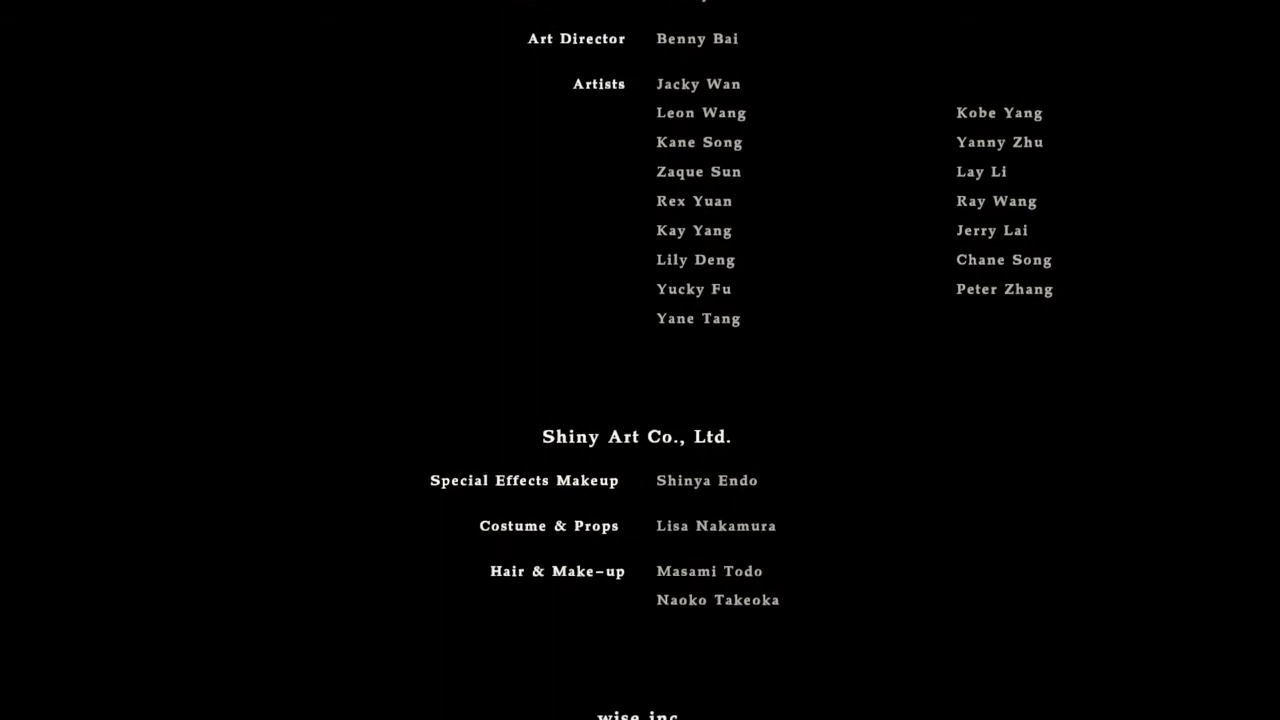 Art Director Benny Bai
Artists Jacky Wan
Leon Wang Kobe Yang
Kane Song Yanny Zhu
Zaque Sun Lay Li
Rex Yuan Ray Wang
Kay Yang Jerry Lai
Lily Deng Chane Song
Yucky Fu Peter Zhang
Yane Tang
Shiny Art Co., Ltd.
Special Effects Makeup Shinya Endo
Costume & Props Lisa Nakamura
Hair & Make-up Masami Todo
Naoko Takeoka
wise inc